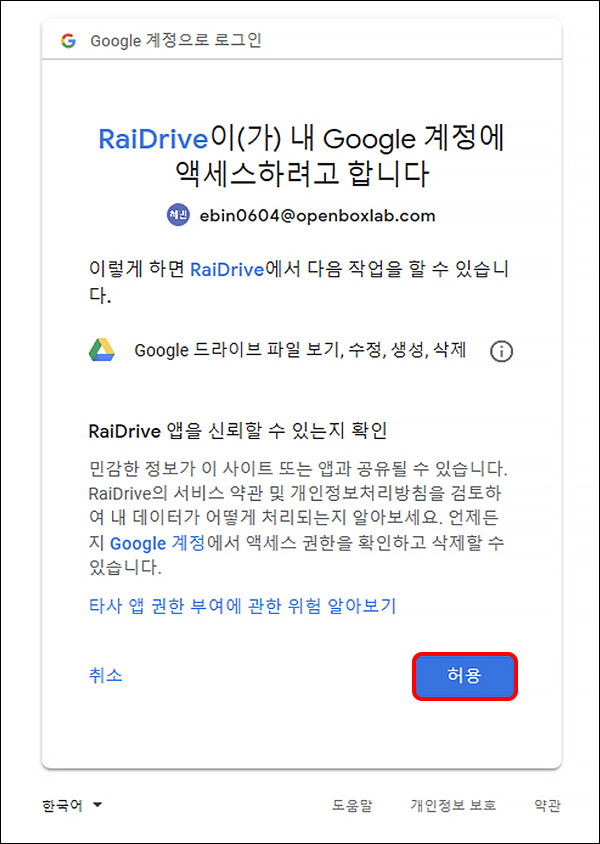 Google 계정으로 로그인
RaiDrive이(가) 내 Google 계정에
액세스하려고 합니다
혜빈 ebin0604@openboxlab.com
이렇게 하면 RaiDrive에서 다음 작업을 할 수 있습니
다.
Google 드라이브 파일 보기, 수정, 생성, 삭제
RaiDrive 앱을 신뢰할 수 있는지 확인
민감한 정보가 이 사이트 또는 앱과 공유될 수 있습니다.
RaiDrive의 서비스 약관 및 개인정보처리방침을 검토하
여 내 데이터가 어떻게 처리되는지 알아보세요. 언제든
지 Google 계정에서 액세스 권한을 확인하고 삭제할 수
있습니다.
타사 앱 권한 부여에 관한 위험 알아보기
취소 허용
한국어 도움말 개인정보 보호 약관